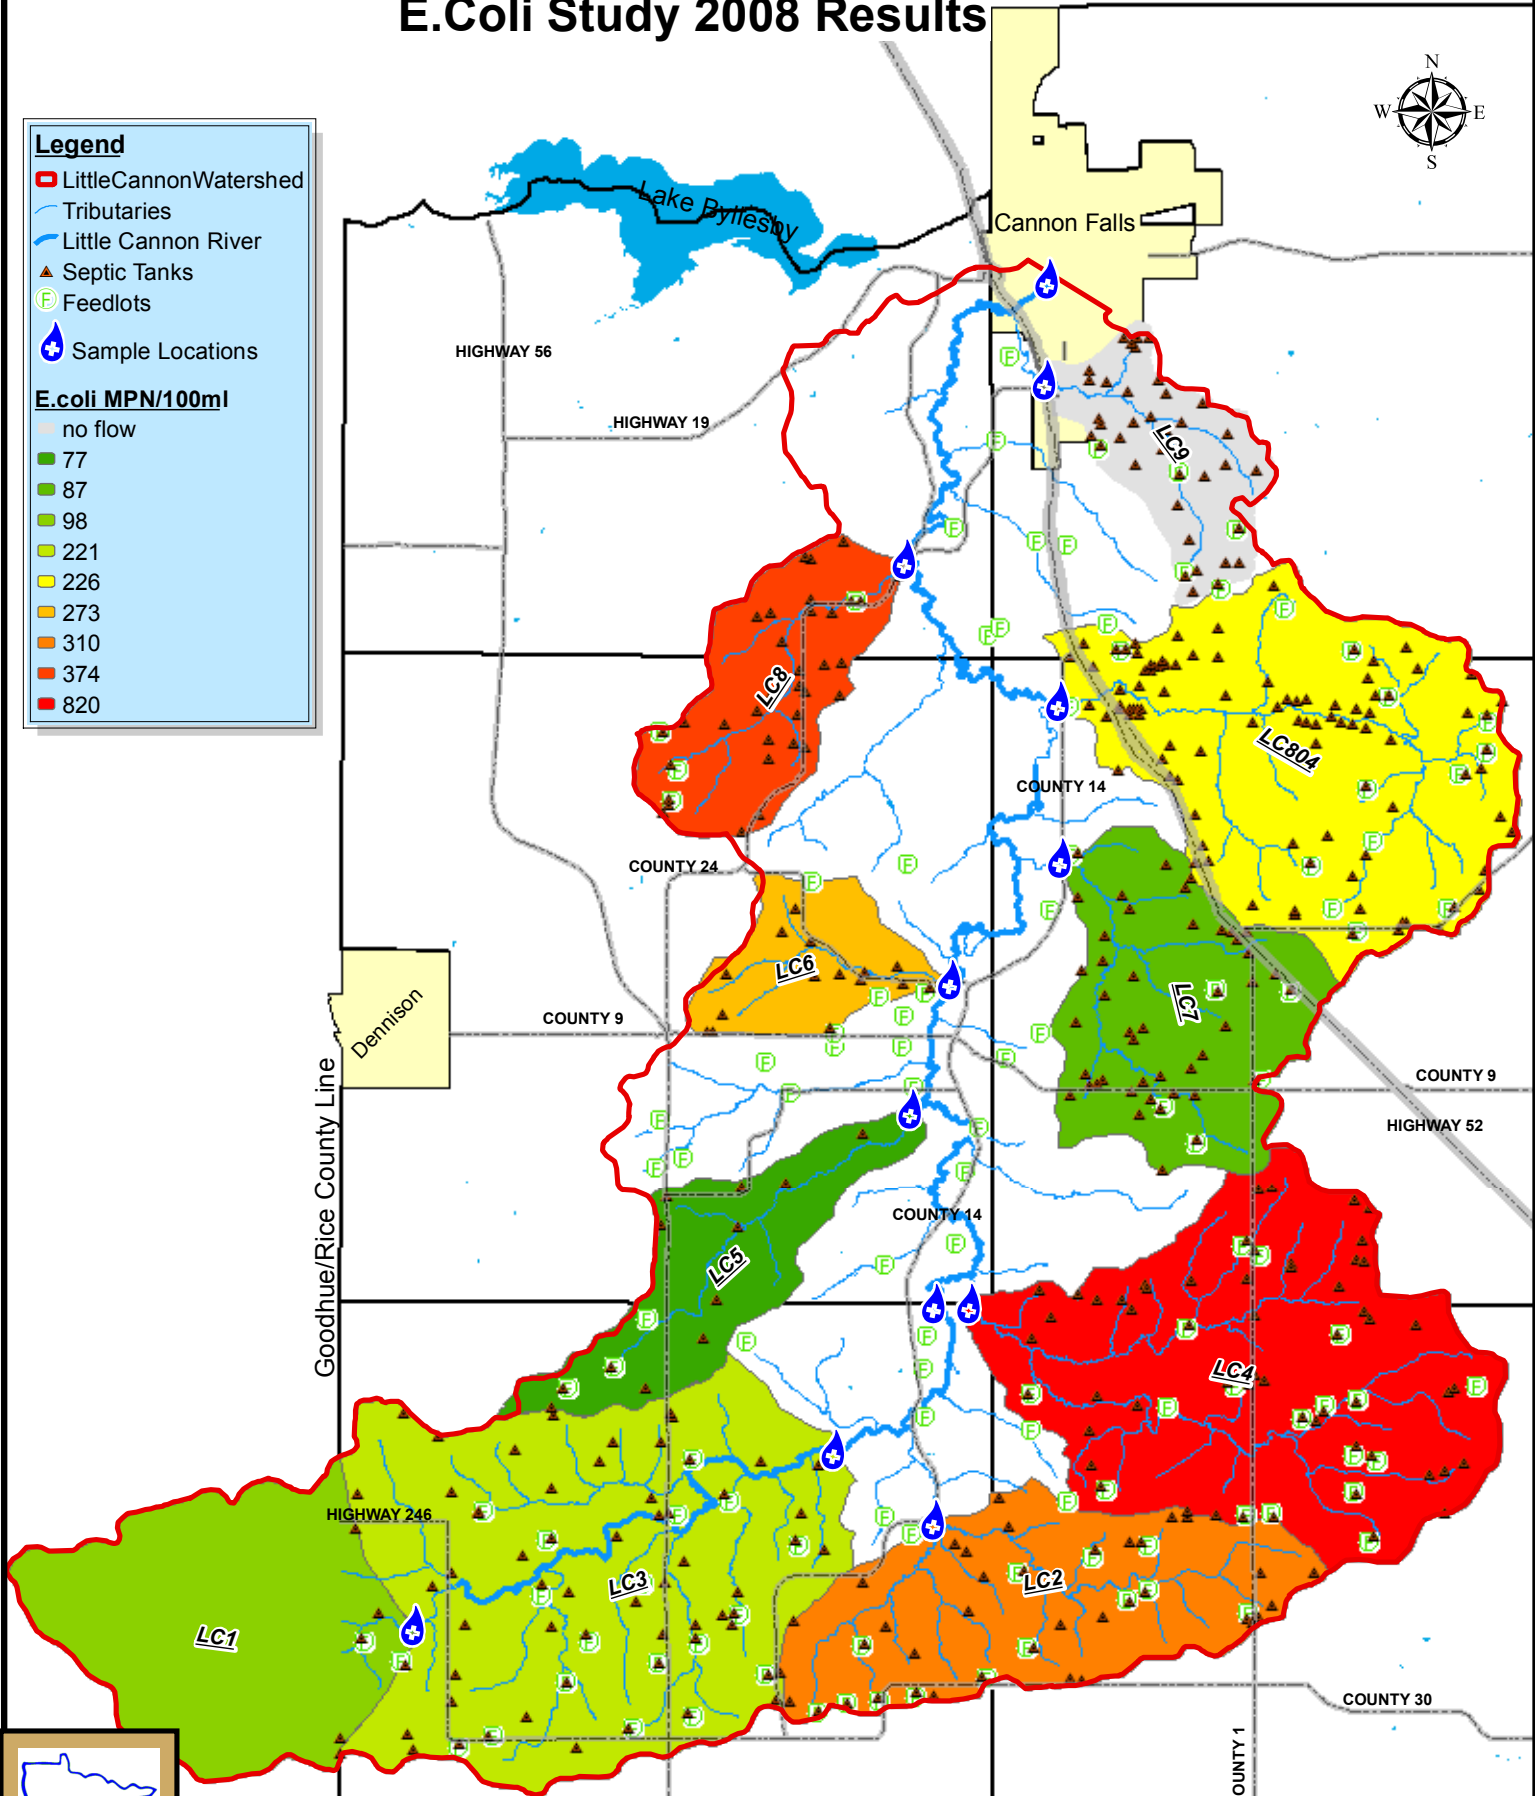 E.Coli Study 2008 Results
N
W
E
S
Legend
LittleCannonWatershed
Tributaries
Little Cannon River
Septic Tanks
F Feedlots
Sample Locations
E.coli MPN/100ml
no flow
77
87
98
221
226
273
310
374
820
Lake Byllesby
Cannon Falls
HIGHWAY 56
HIGHWAY 19
LC9
LC8
LC804
COUNTY 14
COUNTY 24
LC6
LC7
Dennison
COUNTY 9
COUNTY 9
HIGHWAY 52
Goodhue/Rice County Line
COUNTY 14
LC5
LC4
HIGHWAY 246
LC3
LC2
LC1
COUNTY 30
OUNTY 1